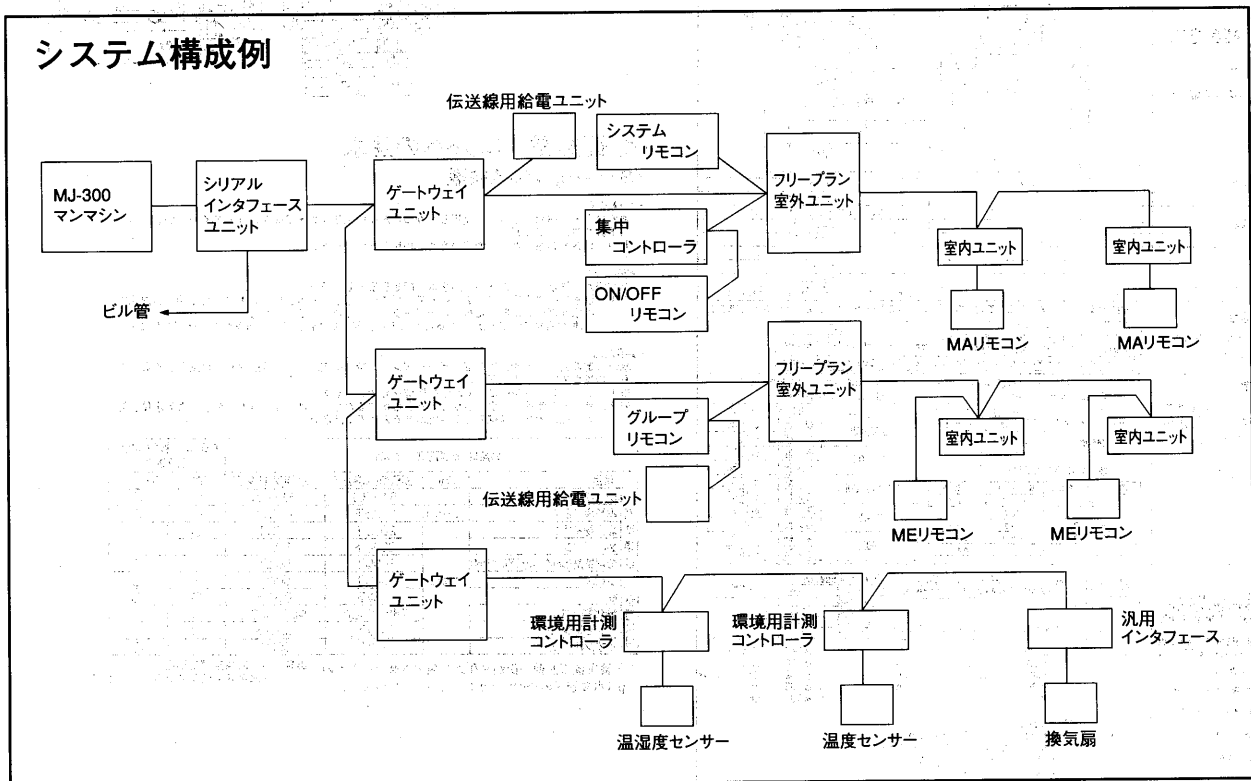 システム構成例
伝送線用給電ユニット
システム
リモコン
MJ-300
マンマシン
シリアル
インタフェース
ユニット
ゲートウェイ
ユニット
フリープラン
室外ユニット
集中
コントローラ
室内ユニット
室内ユニット
ビル管
ON/OFF
リモコン
MAリモコン
MAリモコン
ゲートウェイ
ユニット
フリープラン
室外ユニット
グループ
リモコン
室内ユニット
室内ユニット
伝送線用給電ユニット
MEリモコン
MEリモコン
ゲートウェイ
ユニット
環境用計測
コントローラ
環境用計測
コントローラ
汎用
インタフェース
温湿度センサー
温度センサー
換気扇